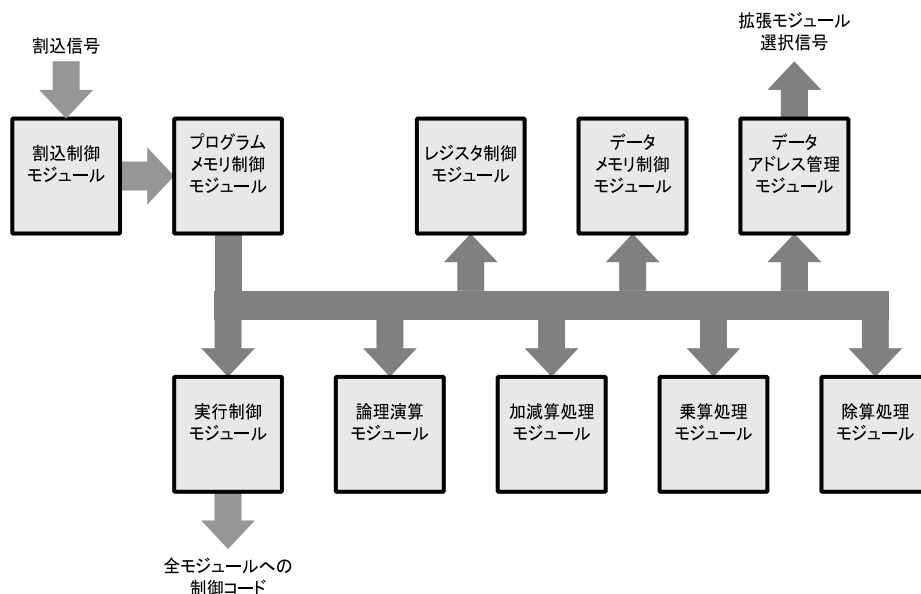 割込信号
拡張モジュール
選択信号
割込制御
モジュール
プログラム
メモリ制御
モジュール
レジスタ制御
モジュール
データ
メモリ制御
モジュール
データ
アドレス管理
モジュール
実行制御
モジュール
論理演算
モジュール
加減算処理
モジュール
乗算処理
モジュール
除算処理
モジュール
全モジュールへの
制御コード